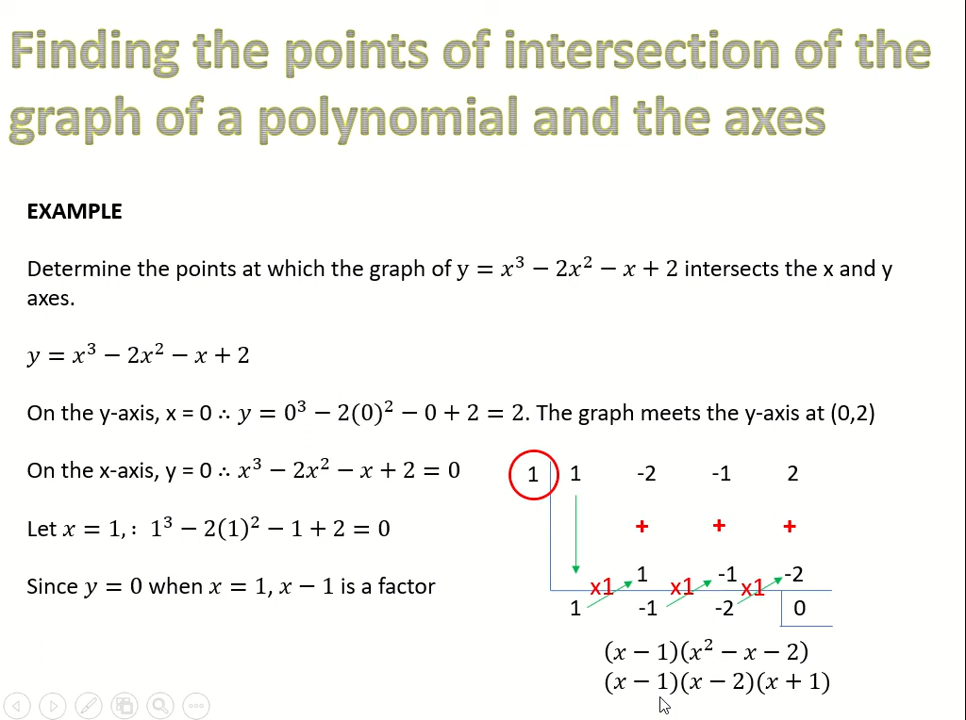 Finding the points of intersection of the
graph of a polynomial and the axes
EXAMPLE
Determine the points at which the graph of y = x³ − 2x² − x + 2 intersects the x and y
axes.
y = x³ − 2x² − x + 2
On the y-axis, x = 0 ∴ y = 0³ − 2(0)² − 0 + 2 = 2. The graph meets the y-axis at (0,2)
On the x-axis, y = 0 ∴ x³ − 2x² − x + 2 = 0
Let x = 1, : 1³ − 2(1)² − 1 + 2 = 0
Since y = 0 when x = 1, x − 1 is a factor
1 1 -2 -1 2
+ + +
1 -1 -2
x1 x1 x1
1 -1 -2 0
(x − 1)(x² − x − 2)
(x − 1)(x − 2)(x + 1)